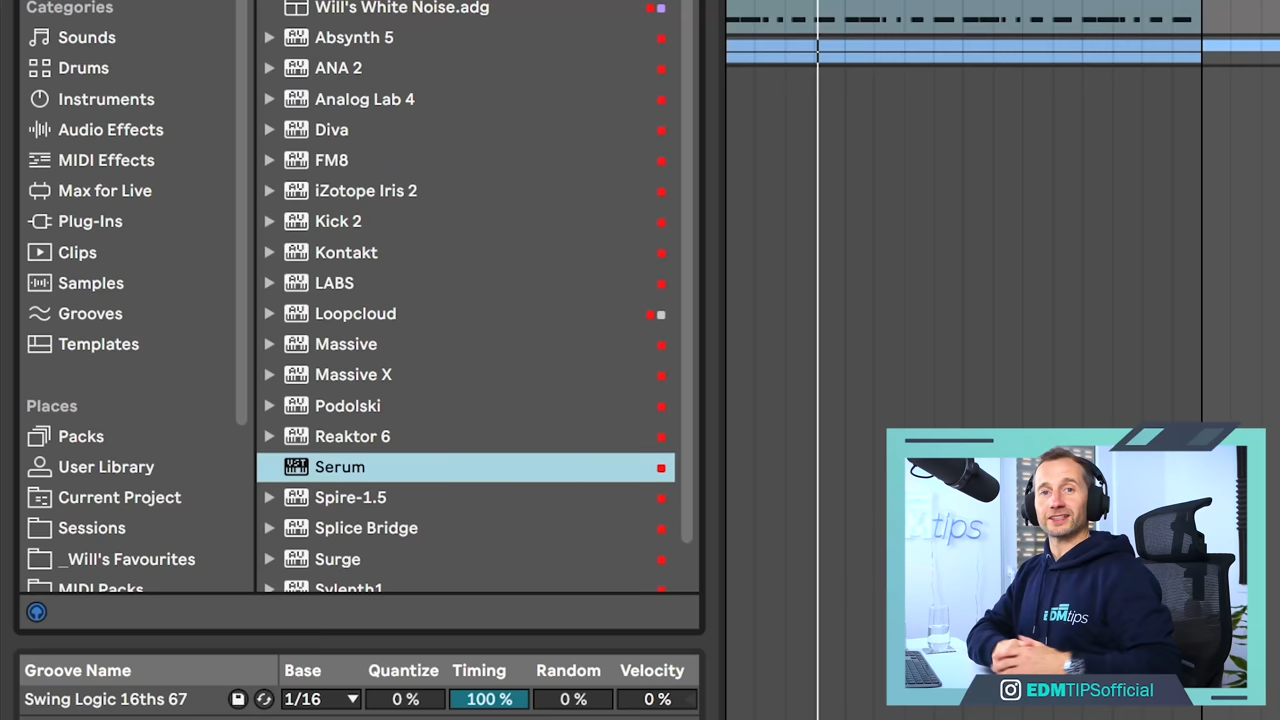 Categories
Sounds
Drums
Instruments
Audio Effects
MIDI Effects
Max for Live
Plug-Ins
Clips
Samples
Grooves
Templates
Places
Packs
User Library
Current Project
Sessions
_Will's Favourites
MIDI Packs
Will's White Noise.adg
Absynth 5
ANA 2
Analog Lab 4
Diva
FM8
iZotope Iris 2
Kick 2
Kontakt
LABS
Loopcloud
Massive
Massive X
Podolski
Reaktor 6
Serum
Spire-1.5
Splice Bridge
Surge
Sylenth1
Groove Name Base Quantize Timing Random Velocity
Swing Logic 16ths 67 1/16 0 % 100 % 0 % 0 %
tips
EDMtips
EDMTIPSofficial